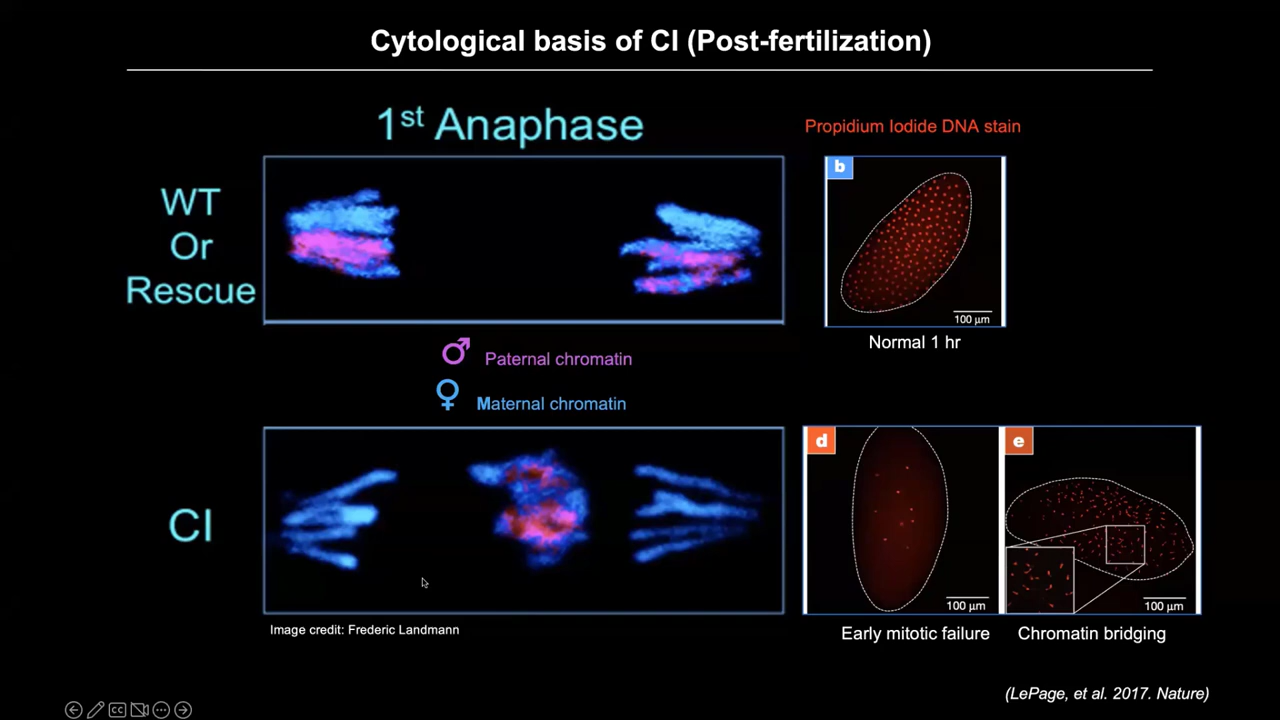 Cytological basis of CI (Post-fertilization)
1st Anaphase
Propidium Iodide DNA stain
WT
Or
Rescue
b
100 µm
Normal 1 hr
♂ Paternal chromatin
♀ Maternal chromatin
CI
d
e
100 µm
100 µm
Image credit: Frederic Landmann
Early mitotic failure
Chromatin bridging
(LePage, et al. 2017. Nature)
CC